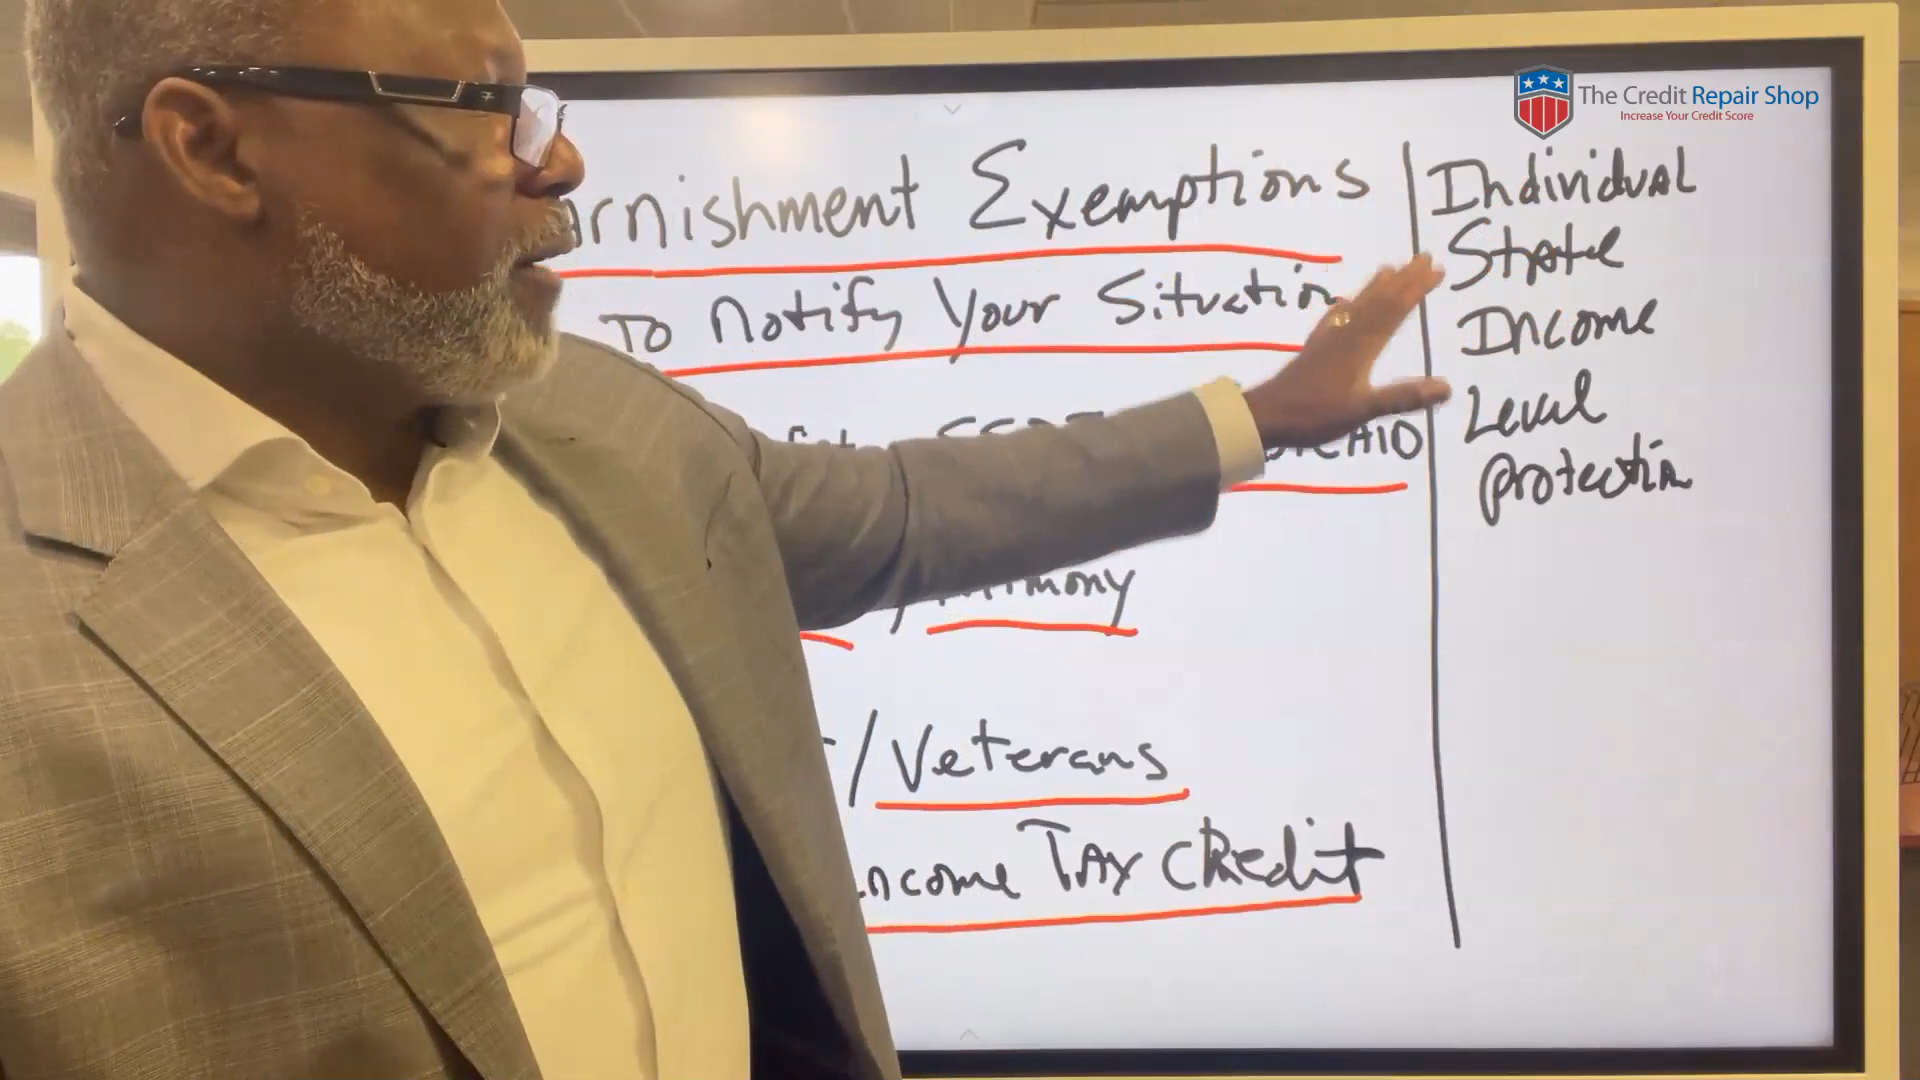 The Credit Repair Shop
Increase Your Credit Score
Exemptions
To Notify Your Situation
/
/Veterans
Income Tax Credit
Individual
State
Income
Level
Protection